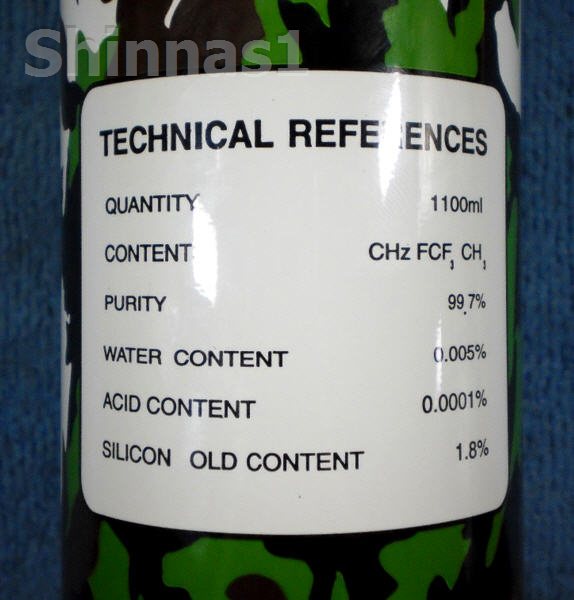 Shinnas1
TECHNICAL REFERENCES
QUANTITY 1100ml
CONTENT CHz FCF3 CH3
PURITY 99.7%
WATER CONTENT 0.005%
ACID CONTENT 0.0001%
SILICON OLD CONTENT 1.8%